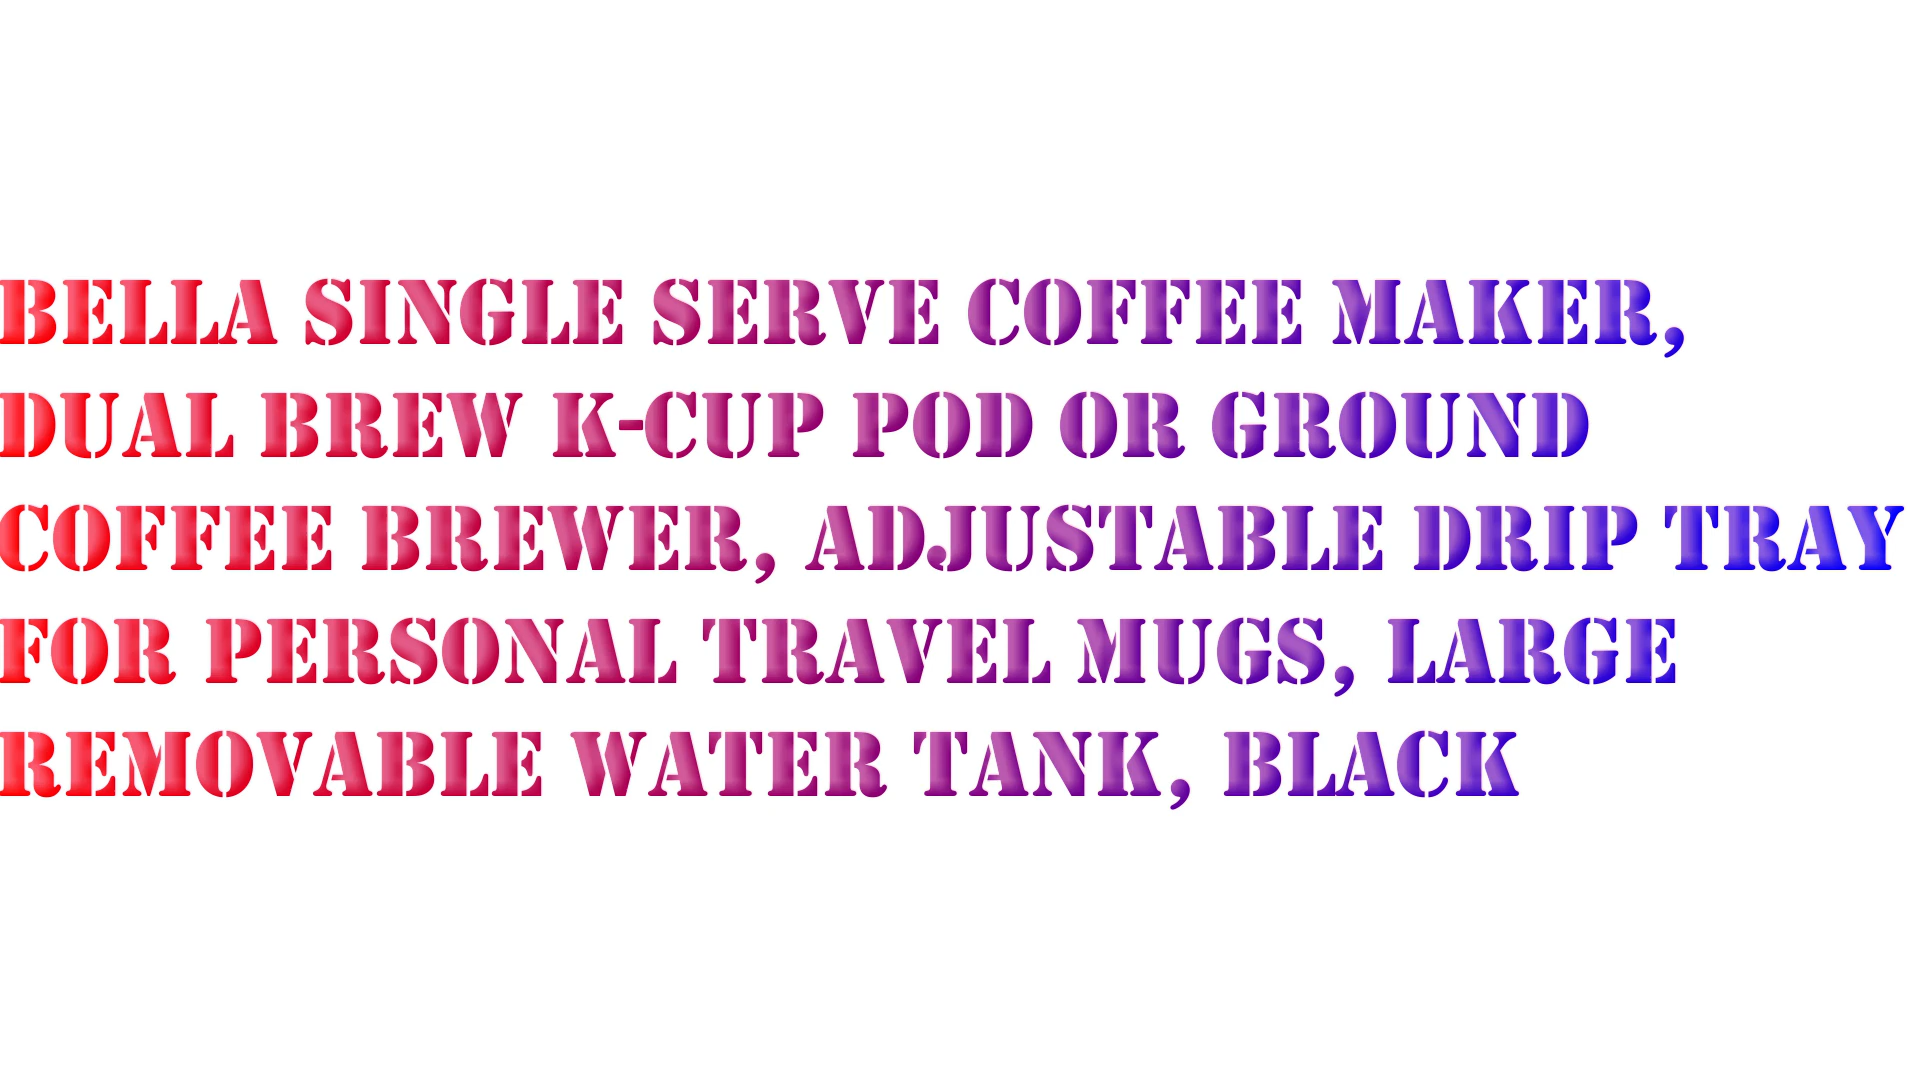 BELLA SINGLE SERVE COFFEE MAKER,
DUAL BREW K-CUP POD OR GROUND
COFFEE BREWER, ADJUSTABLE DRIP TRAY
FOR PERSONAL TRAVEL MUGS, LARGE
REMOVABLE WATER TANK, BLACK